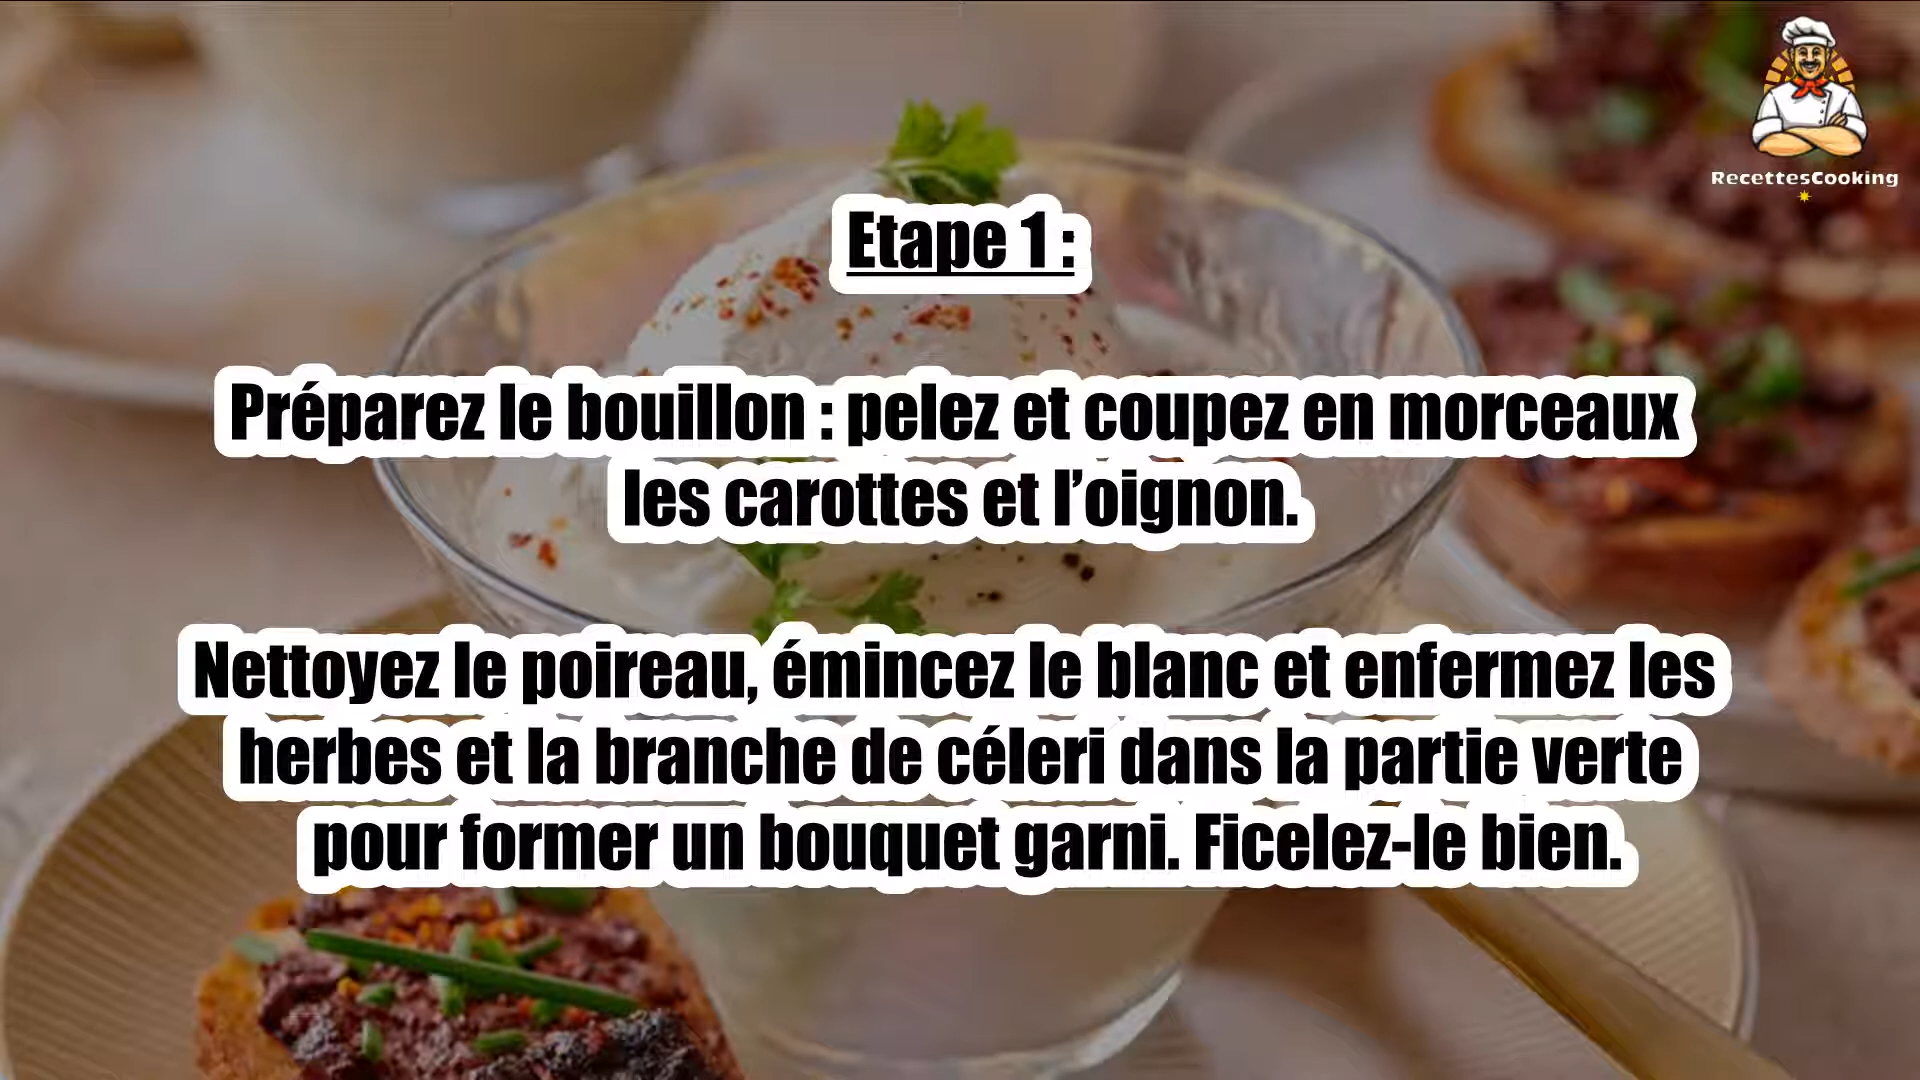 RecettesCooking
Etape 1 :
Préparez le bouillon : pelez et coupez en morceaux
les carottes et l’oignon.
Nettoyez le poireau, émincez le blanc et enfermez les
herbes et la branche de céleri dans la partie verte
pour former un bouquet garni. Ficelez-le bien.